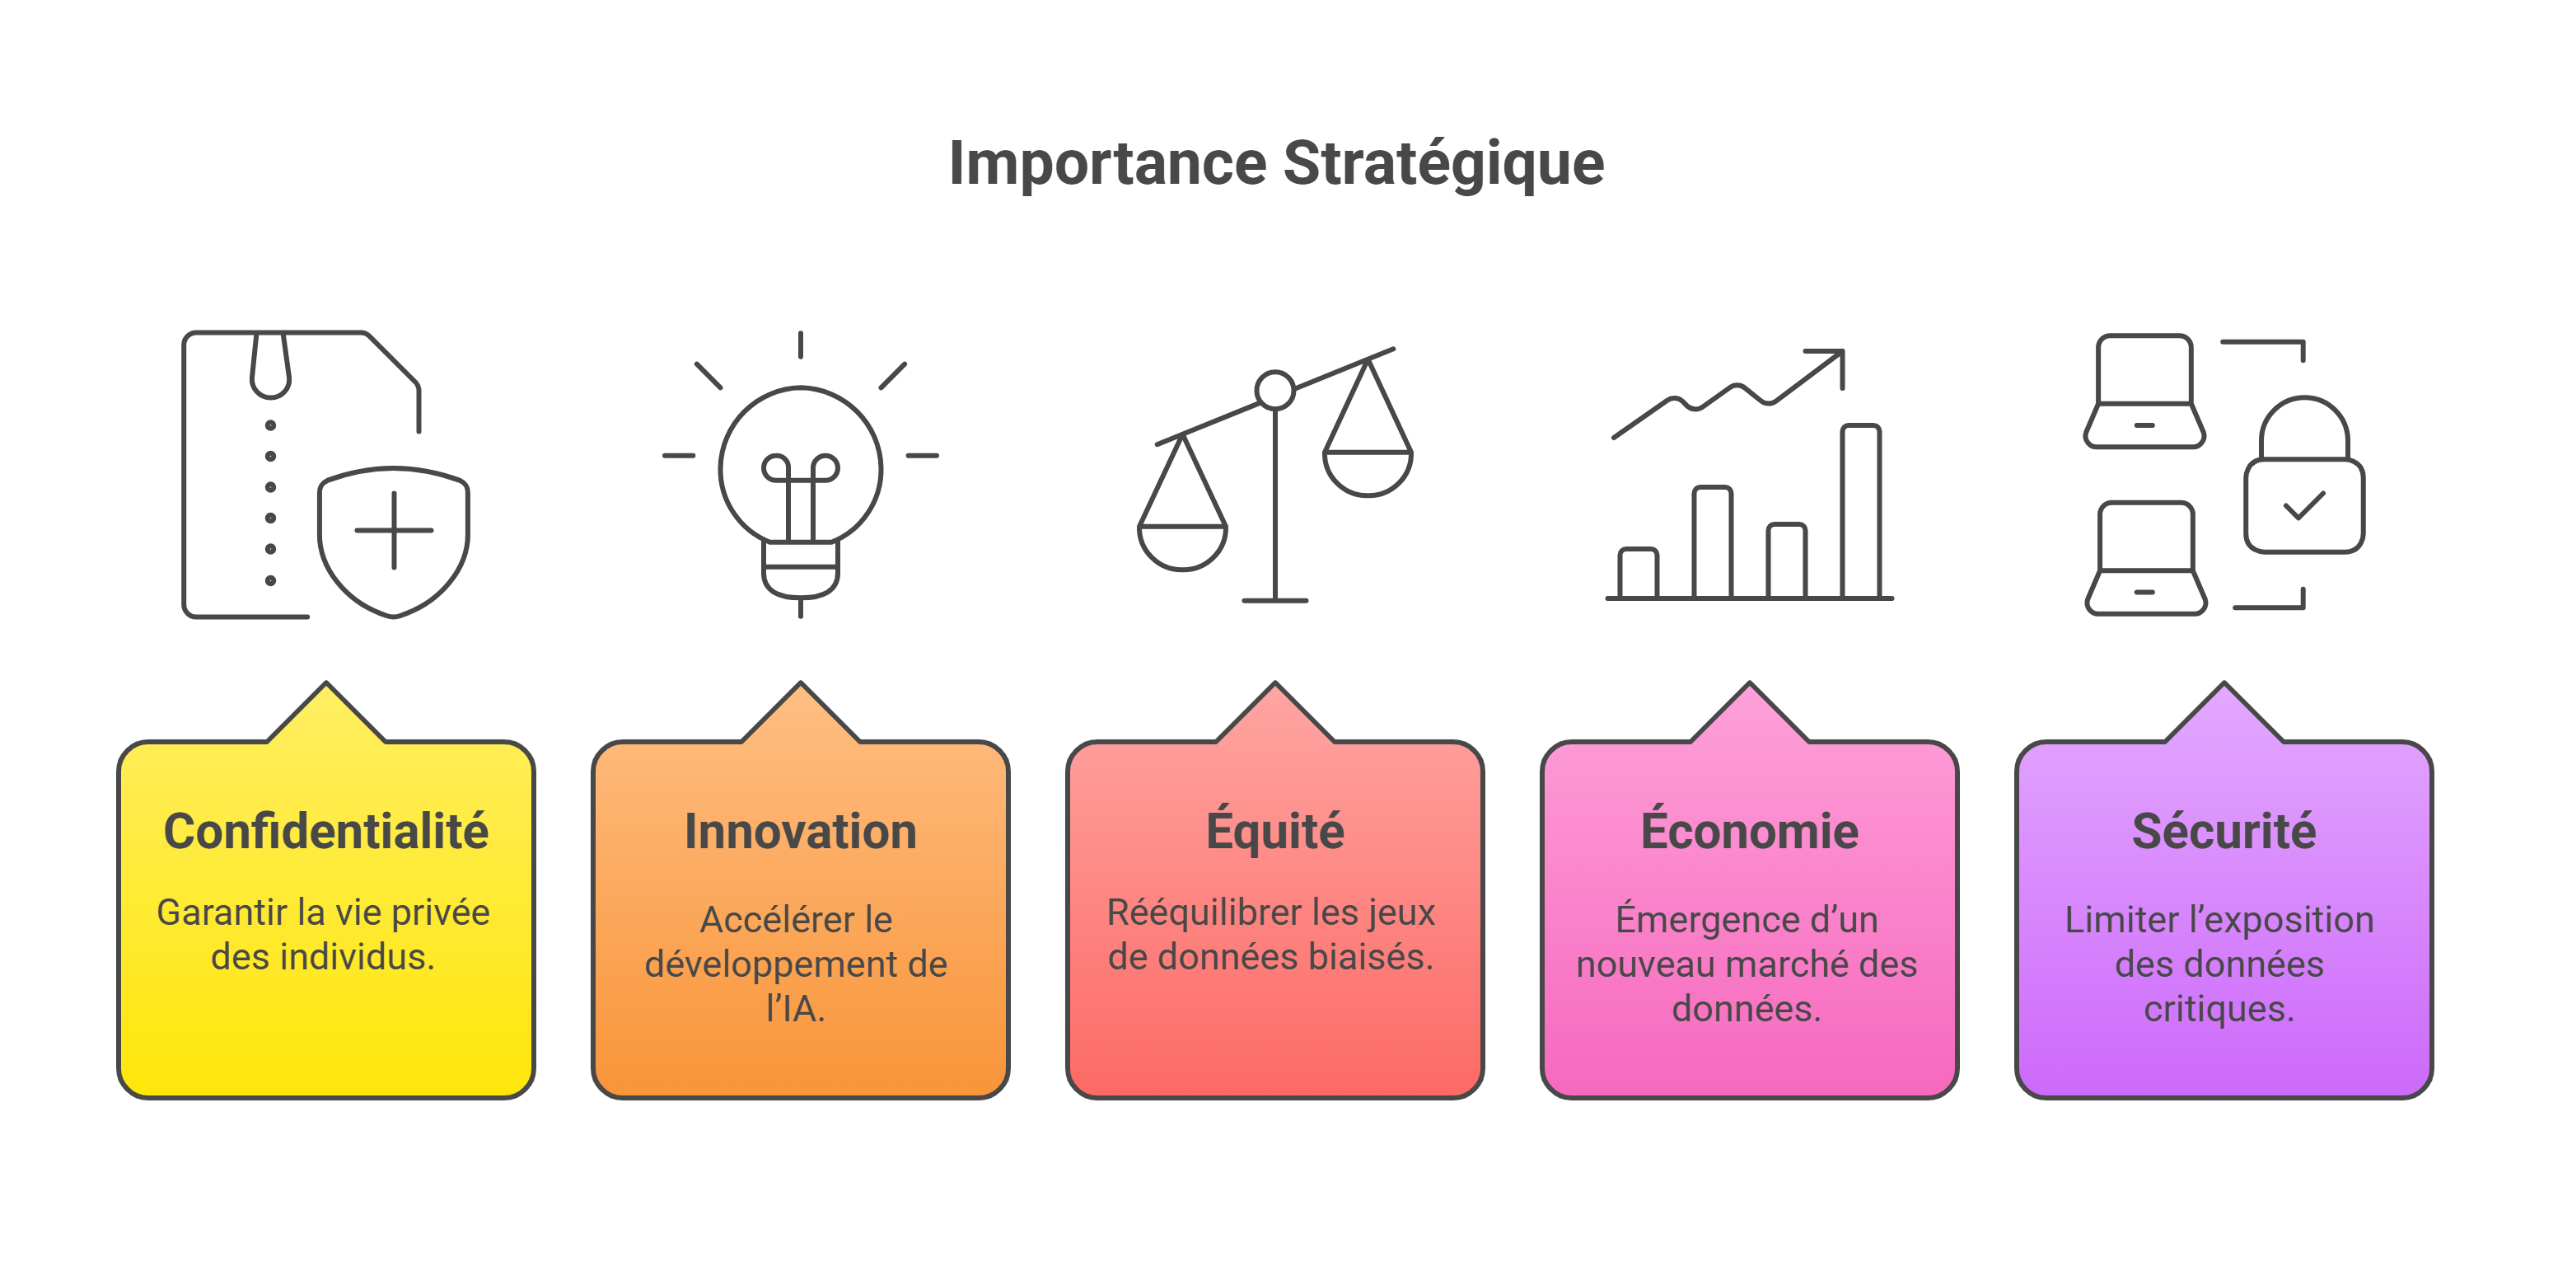 Importance Stratégique
Confidentialité
Garantir la vie privée
des individus.
Innovation
Accélérer le
développement de
l’IA.
Équité
Rééquilibrer les jeux
de données biaisés.
Économie
Émergence d’un
nouveau marché des
données.
Sécurité
Limiter l’exposition
des données
critiques.